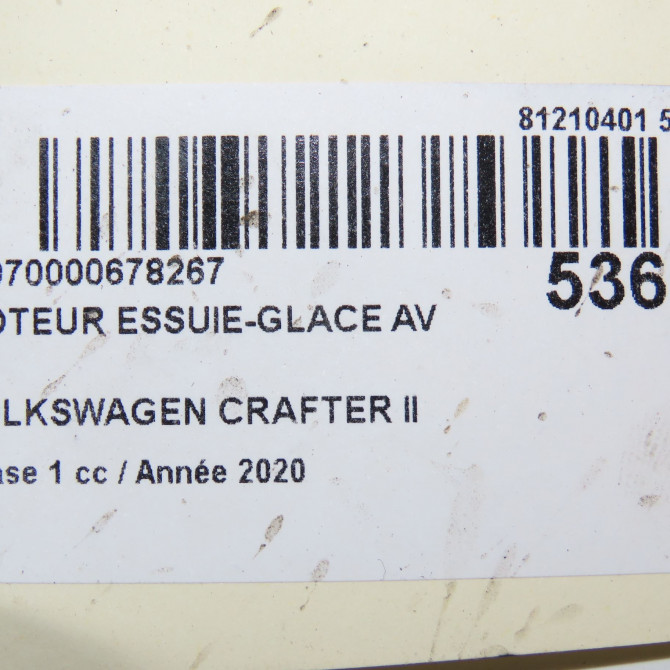 81210401 5
070000678267
536
OTEUR ESSUIE-GLACE AV
LKSWAGEN CRAFTER II
ase 1 cc / Année 2020